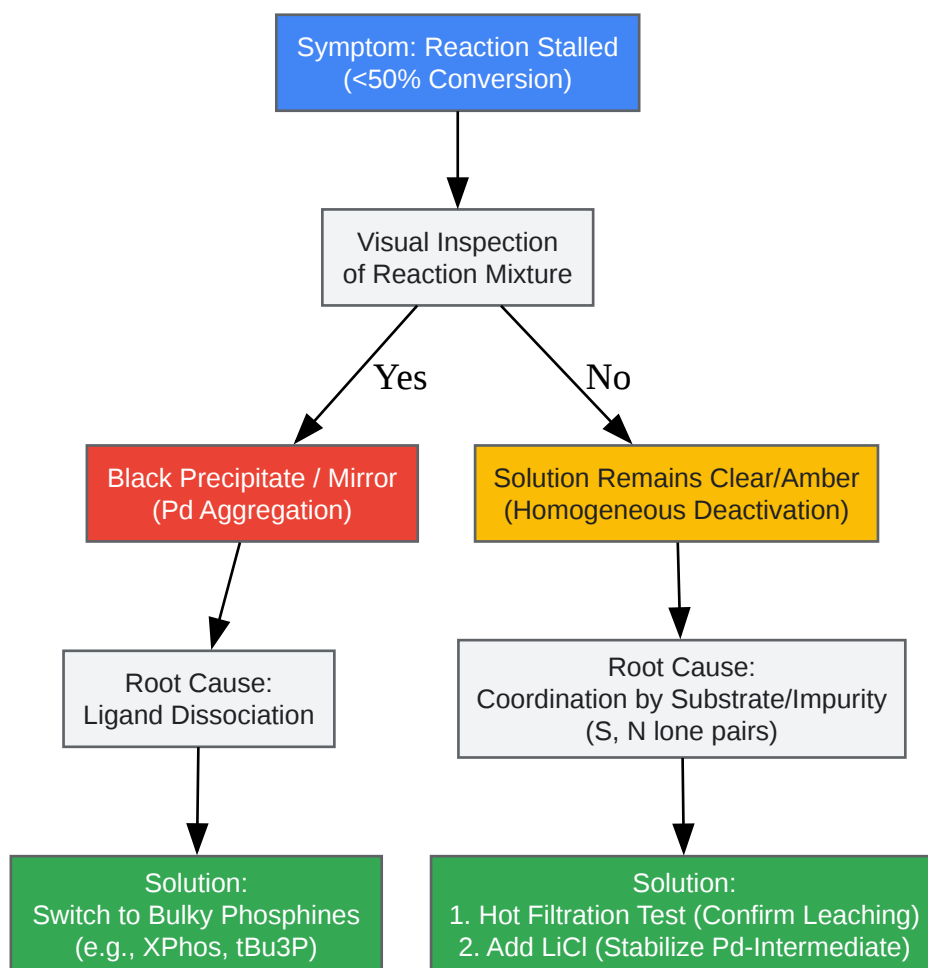 Symptom: Reaction Stalled
(<50% Conversion)
Visual Inspection
of Reaction Mixture
Yes
No
Black Precipitate / Mirror
(Pd Aggregation)
Solution Remains Clear/Amber
(Homogeneous Deactivation)
Root Cause:
Ligand Dissociation
Root Cause:
Coordination by Substrate/Impurity
(S, N lone pairs)
Solution:
Switch to Bulky Phosphines
(e.g., XPhos, tBu3P)
Solution:
1. Hot Filtration Test (Confirm Leaching)
2. Add LiCl (Stabilize Pd-Intermediate)